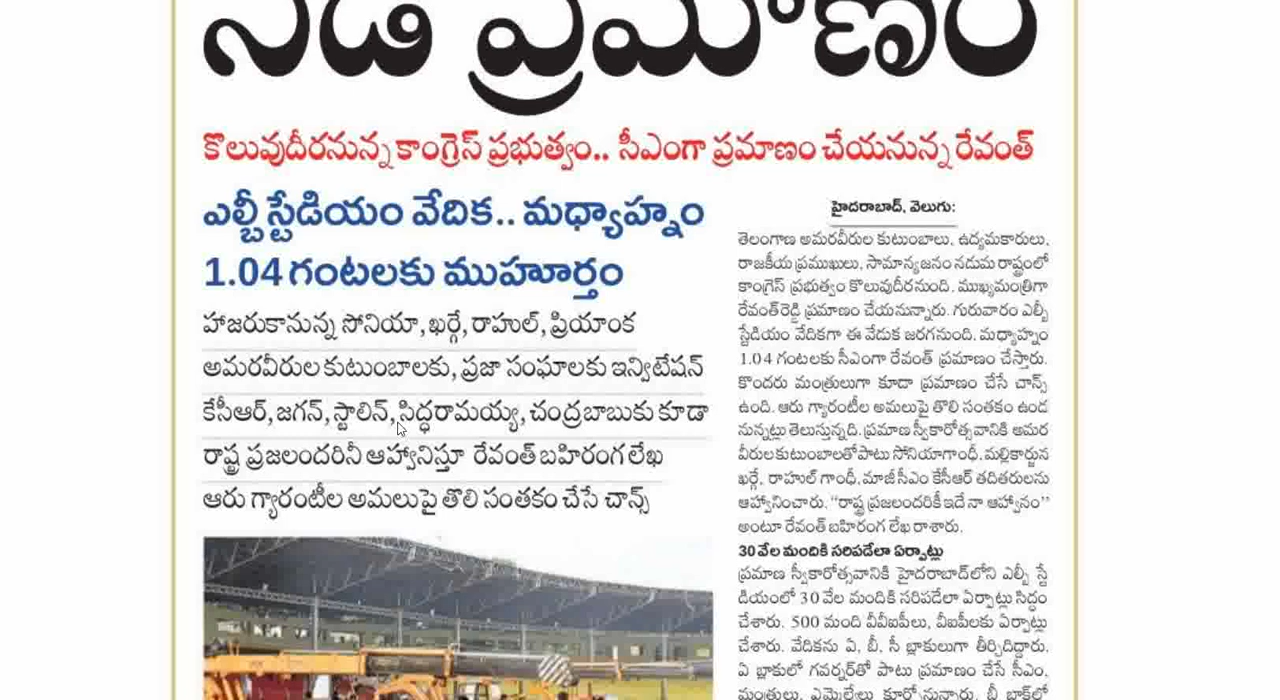 నేడే ప్రమాణం
కొలువుదీరనున్న కాంగ్రెస్ ప్రభుత్వం.. సీఎంగా ప్రమాణం చేయనున్న రేవంత్
ఎల్బీ స్టేడియం వేదిక.. మధ్యాహ్నం
1.04 గంటలకు ముహూర్తం
హాజరుకానున్న సోనియా, ఖర్గే, రాహుల్, ప్రియాంక
అమరవీరుల కుటుంబాలకు, ప్రజా సంఘాలకు ఇన్విటేషన్
కేసీఆర్, జగన్, స్టాలిన్, సిద్ధరామయ్య, చంద్రబాబుకు కూడా
రాష్ట్ర ప్రజలందరినీ ఆహ్వానిస్తూ రేవంత్ బహిరంగ లేఖ
ఆరు గ్యారంటీల అమలుపై తొలి సంతకం చేసే చాన్స్
హైదరాబాద్, వెలుగు:
తెలంగాణ అమరవీరుల కుటుంబాలు, ఉద్యమకారులు,
రాజకీయ ప్రముఖులు, సామాన్య జనం నడుమ రాష్ట్రంలో
కాంగ్రెస్ ప్రభుత్వం కొలువుదీరనుంది. ముఖ్యమంత్రిగా
రేవంత్‌రెడ్డి ప్రమాణం చేయనున్నారు. గురువారం ఎల్బీ
స్టేడియం వేదికగా ఈ వేడుక జరగనుంది. మధ్యాహ్నం
1.04 గంటలకు సీఎంగా రేవంత్ ప్రమాణం చేస్తారు.
కొందరు మంత్రులుగా కూడా ప్రమాణం చేసే చాన్స్
ఉంది. ఆరు గ్యారంటీల అమలుపై తొలి సంతకం ఉండ
నున్నట్లు తెలుస్తున్నది. ప్రమాణ స్వీకారోత్సవానికి అమర
వీరుల కుటుంబాలతోపాటు సోనియాగాంధీ, మల్లికార్జున
ఖర్గే, రాహుల్ గాంధీ, మాజీ సీఎం కేసీఆర్ తదితరులను
ఆహ్వానించారు. “రాష్ట్ర ప్రజలందరికీ ఇదే నా ఆహ్వానం”
అంటూ రేవంత్ బహిరంగ లేఖ రాశారు.
30 వేల మందికి సరిపడేలా ఏర్పాట్లు
ప్రమాణ స్వీకారోత్సవానికి హైదరాబాద్‌లోని ఎల్బీ స్టే
డియంలో 30 వేల మందికి సరిపడేలా ఏర్పాట్లు సిద్ధం
చేశారు. 500 మంది వీవీఐపీలు, వీఐపీలకు ఏర్పాట్లు
చేశారు. వేదికను ఏ, బీ, సీ బ్లాకులుగా తీర్చిదిద్దారు.
ఏ బ్లాకులో గవర్నర్‌తో పాటు ప్రమాణం చేసే సీఎం,
మంత్రులు, ఎమ్మెల్యేలు కూర్చోనున్నారు. బీ బ్లాక్‌లో